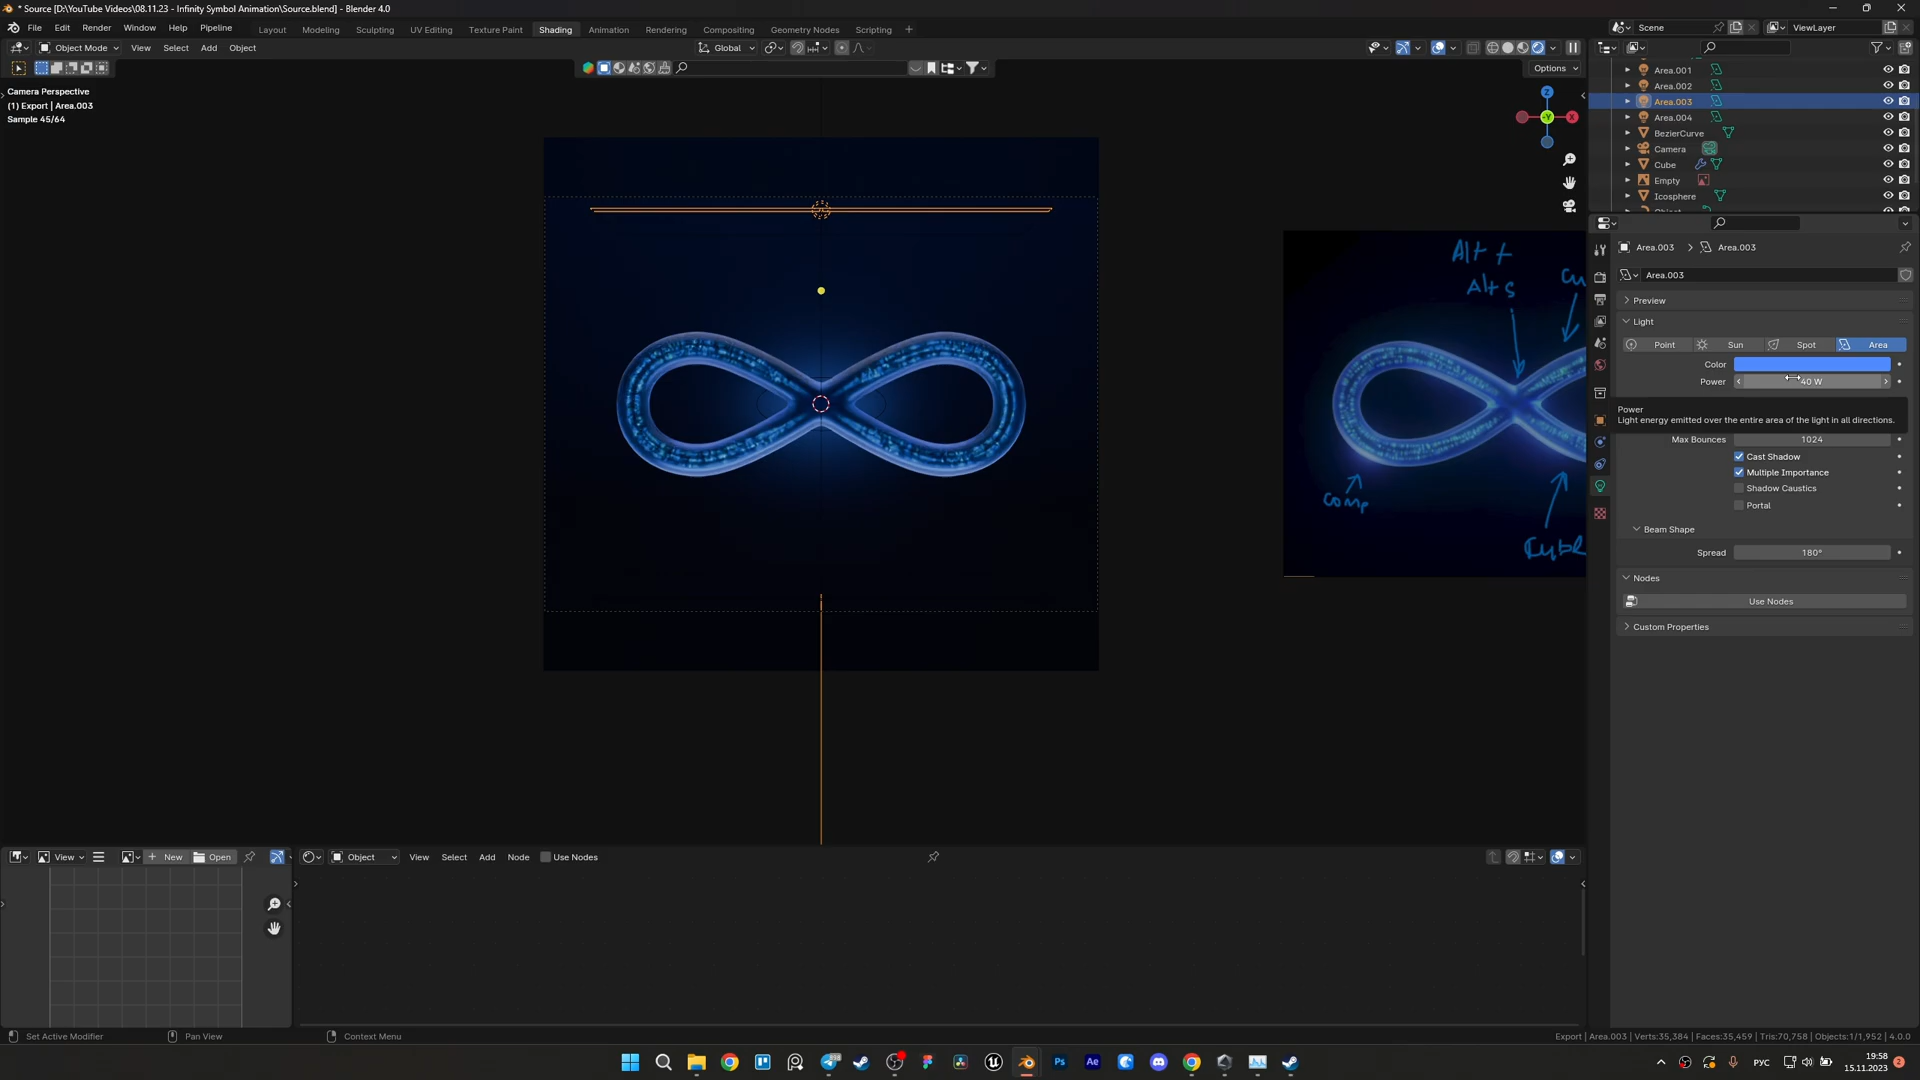 * Source [D:\YouTube Videos\08.11.23 - Infinity Symbol Animation\Source.blend] - Blender 4.0
File Edit Render Window Help Pipeline
Layout Modeling Sculpting UV Editing Texture Paint Shading Animation Rendering Compositing Geometry Nodes Scripting +
Scene
ViewLayer
Object Mode View Select Add Object
Global
Options
Camera Perspective
(1) Export | Area.003
Sample 45/64
Z
-Y
X
Alt +
Alt s
Cu
Comp
Area.001
Area.002
Area.003
Area.004
BezierCurve
Camera
Cube
Empty
Icosphere
Area.003 > Area.003
Area.003
Preview
Light
Point Sun Spot Area
Color
Power 40 W
Power
Light energy emitted over the entire area of the light in all directions.
Max Bounces 1024
Cast Shadow
Multiple Importance
Shadow Caustics
Portal
Beam Shape
Spread 180°
Nodes
Use Nodes
Custom Properties
View New Open
Object View Select Add Node Use Nodes
Set Active Modifier Pan View Context Menu
Export | Area.003 | Verts:35,384 | Faces:35,459 | Tris:70,758 | Objects:1/1,952 | 4.0.0
Ps
Ae
РУС
19:58
15.11.2023
2